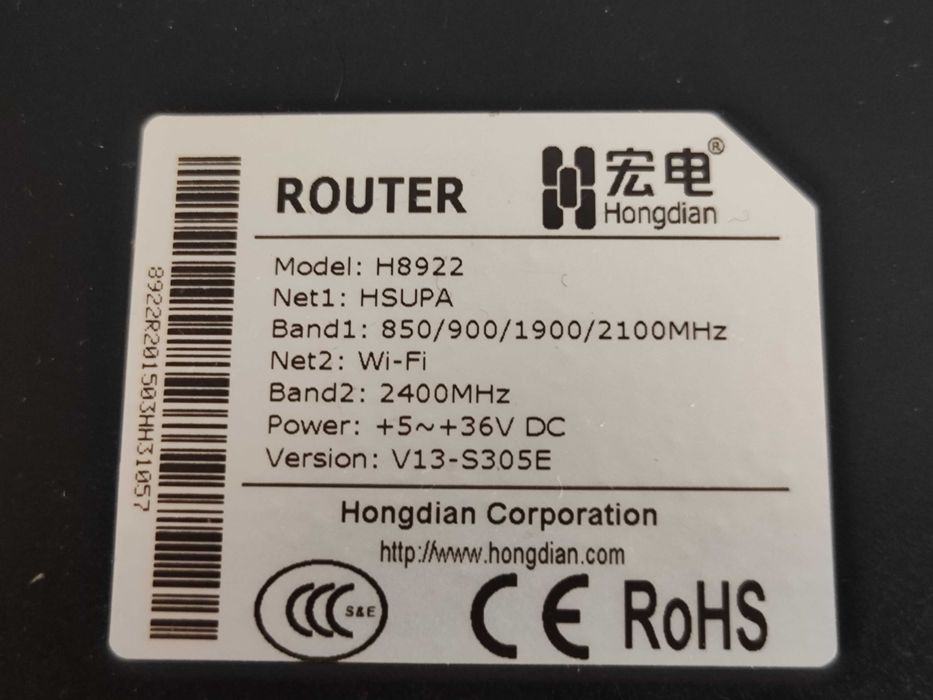 ROUTER
宏电®
Hongdian
Model: H8922
Net1: HSUPA
Band1: 850/900/1900/2100MHz
Net2: Wi-Fi
Band2: 2400MHz
Power: +5~+36V DC
Version: V13-S305E
8922R201503HH31057
Hongdian Corporation
http://www.hongdian.com
CCC S&E CE RoHS